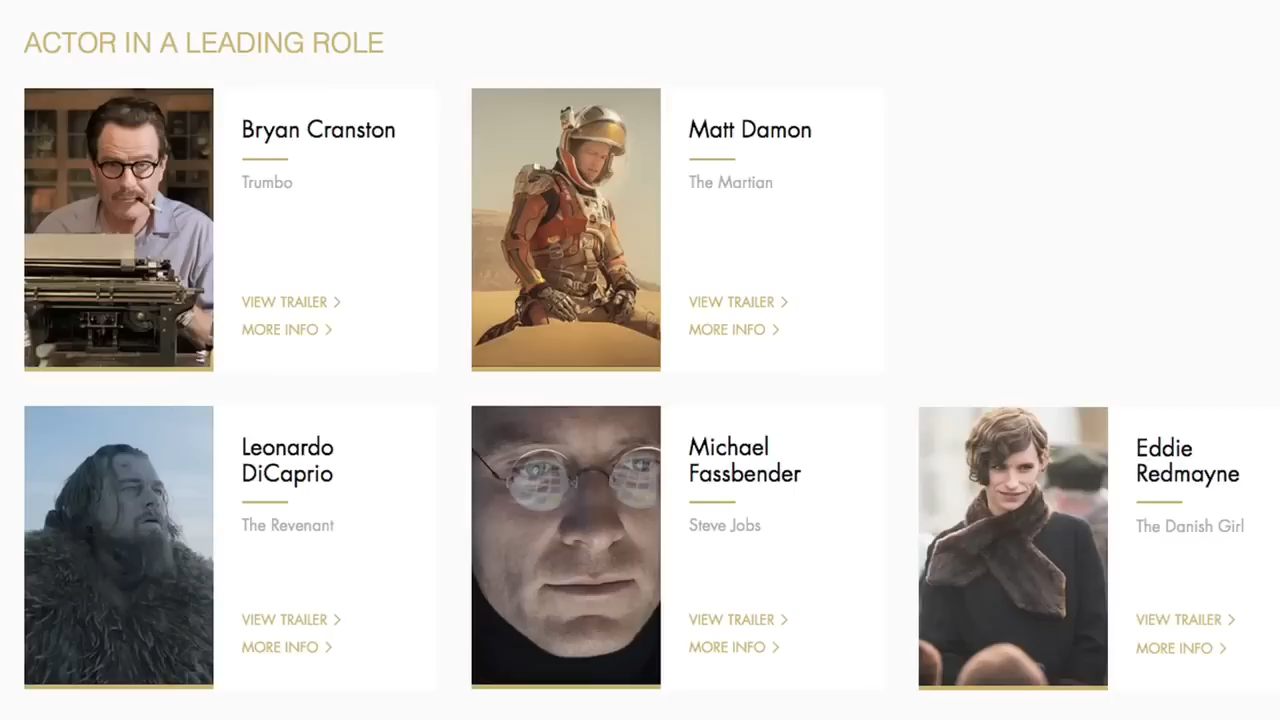 ACTOR IN A LEADING ROLE
Bryan Cranston
Trumbo
VIEW TRAILER >
MORE INFO >
Matt Damon
The Martian
VIEW TRAILER >
MORE INFO >
Leonardo
DiCaprio
The Revenant
VIEW TRAILER >
MORE INFO >
Michael
Fassbender
Steve Jobs
VIEW TRAILER >
MORE INFO >
Eddie
Redmayne
The Danish Girl
VIEW TRAILER >
MORE INFO >